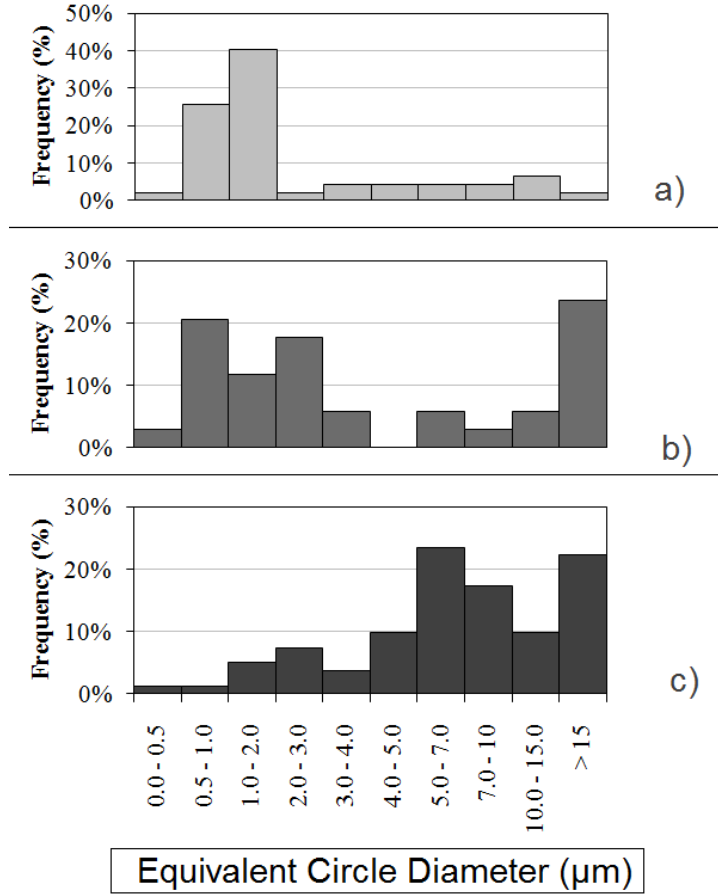 50%
40%
30%
20%
10%
0%
Frequency (%)
a)
30%
20%
10%
0%
Frequency (%)
b)
30%
20%
10%
0%
Frequency (%)
c)
0.0 - 0.5
0.5 - 1.0
1.0 - 2.0
2.0 - 3.0
3.0 - 4.0
4.0 - 5.0
5.0 - 7.0
7.0 - 10
10.0 - 15.0
> 15
Equivalent Circle Diameter (µm)